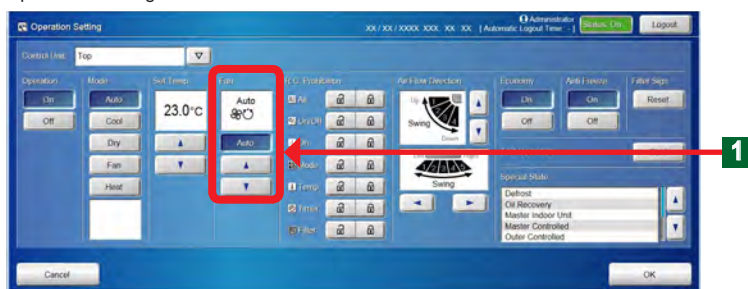 Operation Setting
XX / XX / XXXX XXX XX : XX [ Automatic Logout Time : - ]
Administrator
Status: On
Logout
Control Unit Top
Operation
On
Off
Mode
Auto
Cool
Dry
Fan
Heat
Set Temp.
23.0°C
Fan
Auto
Auto
R.C. Prohibition
All
On/Off
Mode
Temp.
Timer
Filter
Air Flow Direction
Up
Swing
Down
Swing
Economy
On
Off
Anti Freeze
On
Off
Filter Sign
Reset
Special State
Defrost
Oil Recovery
Master Indoor Unit
Master Controlled
Outer Controlled
1
Cancel
OK